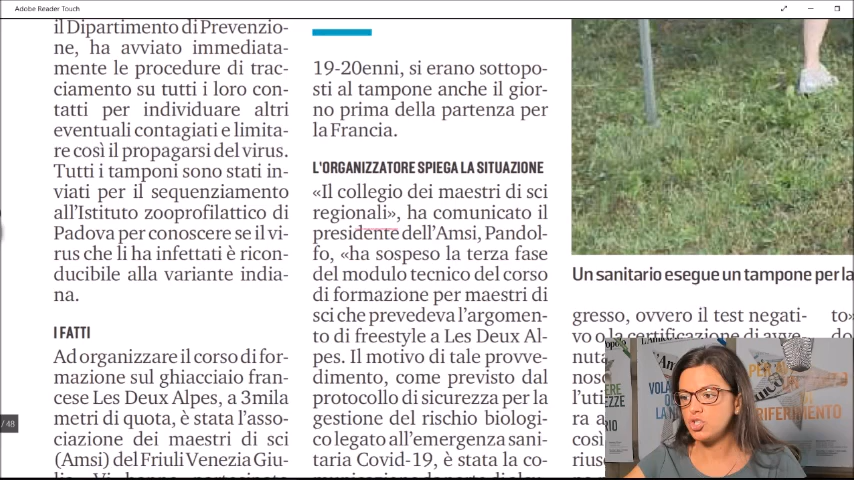 Adobe Reader Touch
il Dipartimento di Prevenzio-
ne, ha avviato immediata-
mente le procedure di trac-
ciamento su tutti i loro con-
tatti per individuare altri
eventuali contagiati e limita-
re così il propagarsi del virus.
Tutti i tamponi sono stati in-
viati per il sequenziamento
all'Istituto zooprofilattico di
Padova per conoscere se il vi-
rus che li ha infettati è ricon-
ducibile alla variante india-
na.
I FATTI
Ad organizzare il corso di for-
mazione sul ghiacciaio fran-
cese Les Deux Alpes, a 3mila
metri di quota, è stata l'asso-
ciazione dei maestri di sci
(Amsi) del Friuli Venezia Giu-
/ 48
19-20enni, si erano sottopo-
sti al tampone anche il gior-
no prima della partenza per
la Francia.
L'ORGANIZZATORE SPIEGA LA SITUAZIONE
«Il collegio dei maestri di sci
regionali», ha comunicato il
presidente dell'Amsi, Pandol-
fo, «ha sospeso la terza fase
del modulo tecnico del corso
di formazione per maestri di
sci che prevedeva l'argomen-
to di freestyle a Les Deux Al-
pes. Il motivo di tale provve-
dimento, come previsto dal
protocollo di sicurezza per la
gestione del rischio biologi-
co legato all'emergenza sani-
taria Covid-19, è stata la co-
Un sanitario esegue un tampone per la
gresso, ovvero il test negati-
vo o la certificazione di avve-
nuta
l'uti
ra a
così
to»
RIFERIMENTO